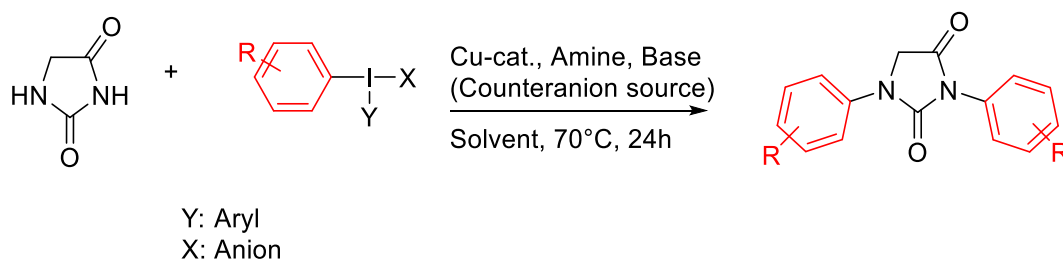 O
HN
NH
O
+
R
I
X
Y
Cu-cat., Amine, Base
(Counteranion source)
Solvent, 70°C, 24h
O
N
N
O
R
R
Y: Aryl
X: Anion